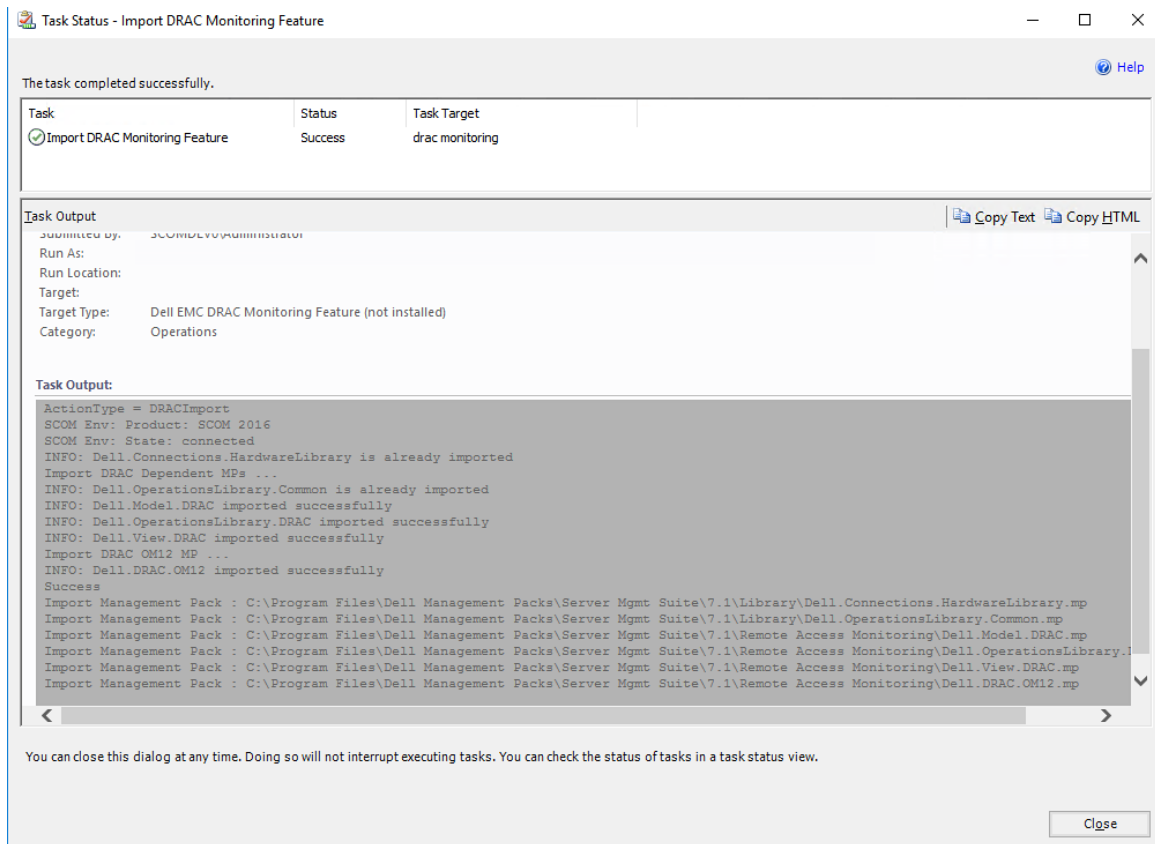 Task Status - Import DRAC Monitoring Feature
Help
The task completed successfully.
Task Status Task Target
Import DRAC Monitoring Feature Success drac monitoring
Task Output Copy Text Copy HTML
Submitted By: SCOMDEV0\Administrator
Run As:
Run Location:
Target:
Target Type: Dell EMC DRAC Monitoring Feature (not installed)
Category: Operations
Task Output:
ActionType = DRACImport
SCOM Env: Product: SCOM 2016
SCOM Env: State: connected
INFO: Dell.Connections.HardwareLibrary is already imported
Import DRAC Dependent MPs ...
INFO: Dell.OperationsLibrary.Common is already imported
INFO: Dell.Model.DRAC imported successfully
INFO: Dell.OperationsLibrary.DRAC imported successfully
INFO: Dell.View.DRAC imported successfully
Import DRAC OM12 MP ...
INFO: Dell.DRAC.OM12 imported successfully
Success
Import Management Pack : C:\Program Files\Dell Management Packs\Server Mgmt Suite\7.1\Library\Dell.Connections.HardwareLibrary.mp
Import Management Pack : C:\Program Files\Dell Management Packs\Server Mgmt Suite\7.1\Library\Dell.OperationsLibrary.Common.mp
Import Management Pack : C:\Program Files\Dell Management Packs\Server Mgmt Suite\7.1\Remote Access Monitoring\Dell.Model.DRAC.mp
Import Management Pack : C:\Program Files\Dell Management Packs\Server Mgmt Suite\7.1\Remote Access Monitoring\Dell.OperationsLibrary.
Import Management Pack : C:\Program Files\Dell Management Packs\Server Mgmt Suite\7.1\Remote Access Monitoring\Dell.View.DRAC.mp
Import Management Pack : C:\Program Files\Dell Management Packs\Server Mgmt Suite\7.1\Remote Access Monitoring\Dell.DRAC.OM12.mp
You can close this dialog at any time. Doing so will not interrupt executing tasks. You can check the status of tasks in a task status view.
Close